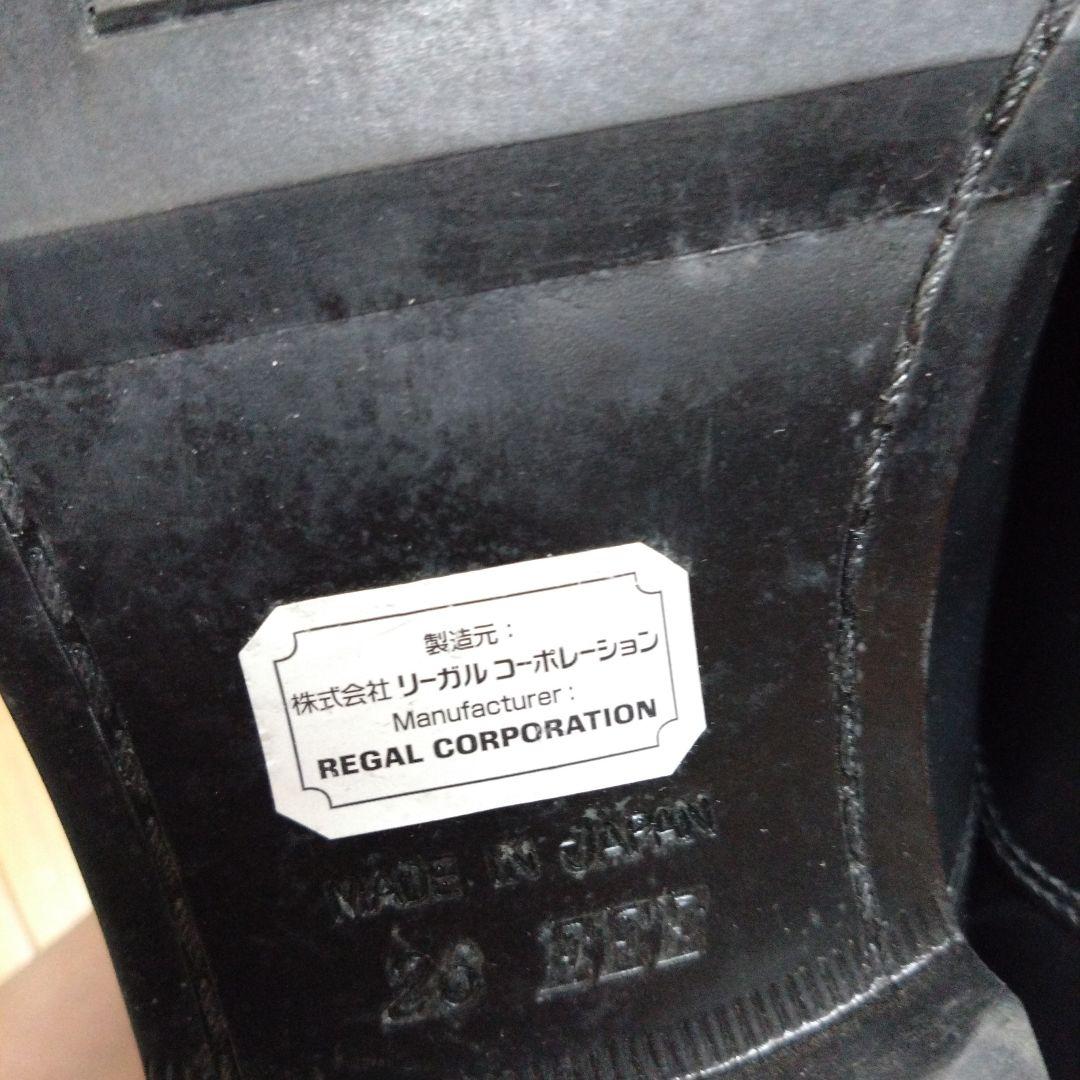 製造元：
株式会社 リーガル コーポレーション
Manufacturer:
REGAL CORPORATION
MADE IN JAPAN
26 EEE